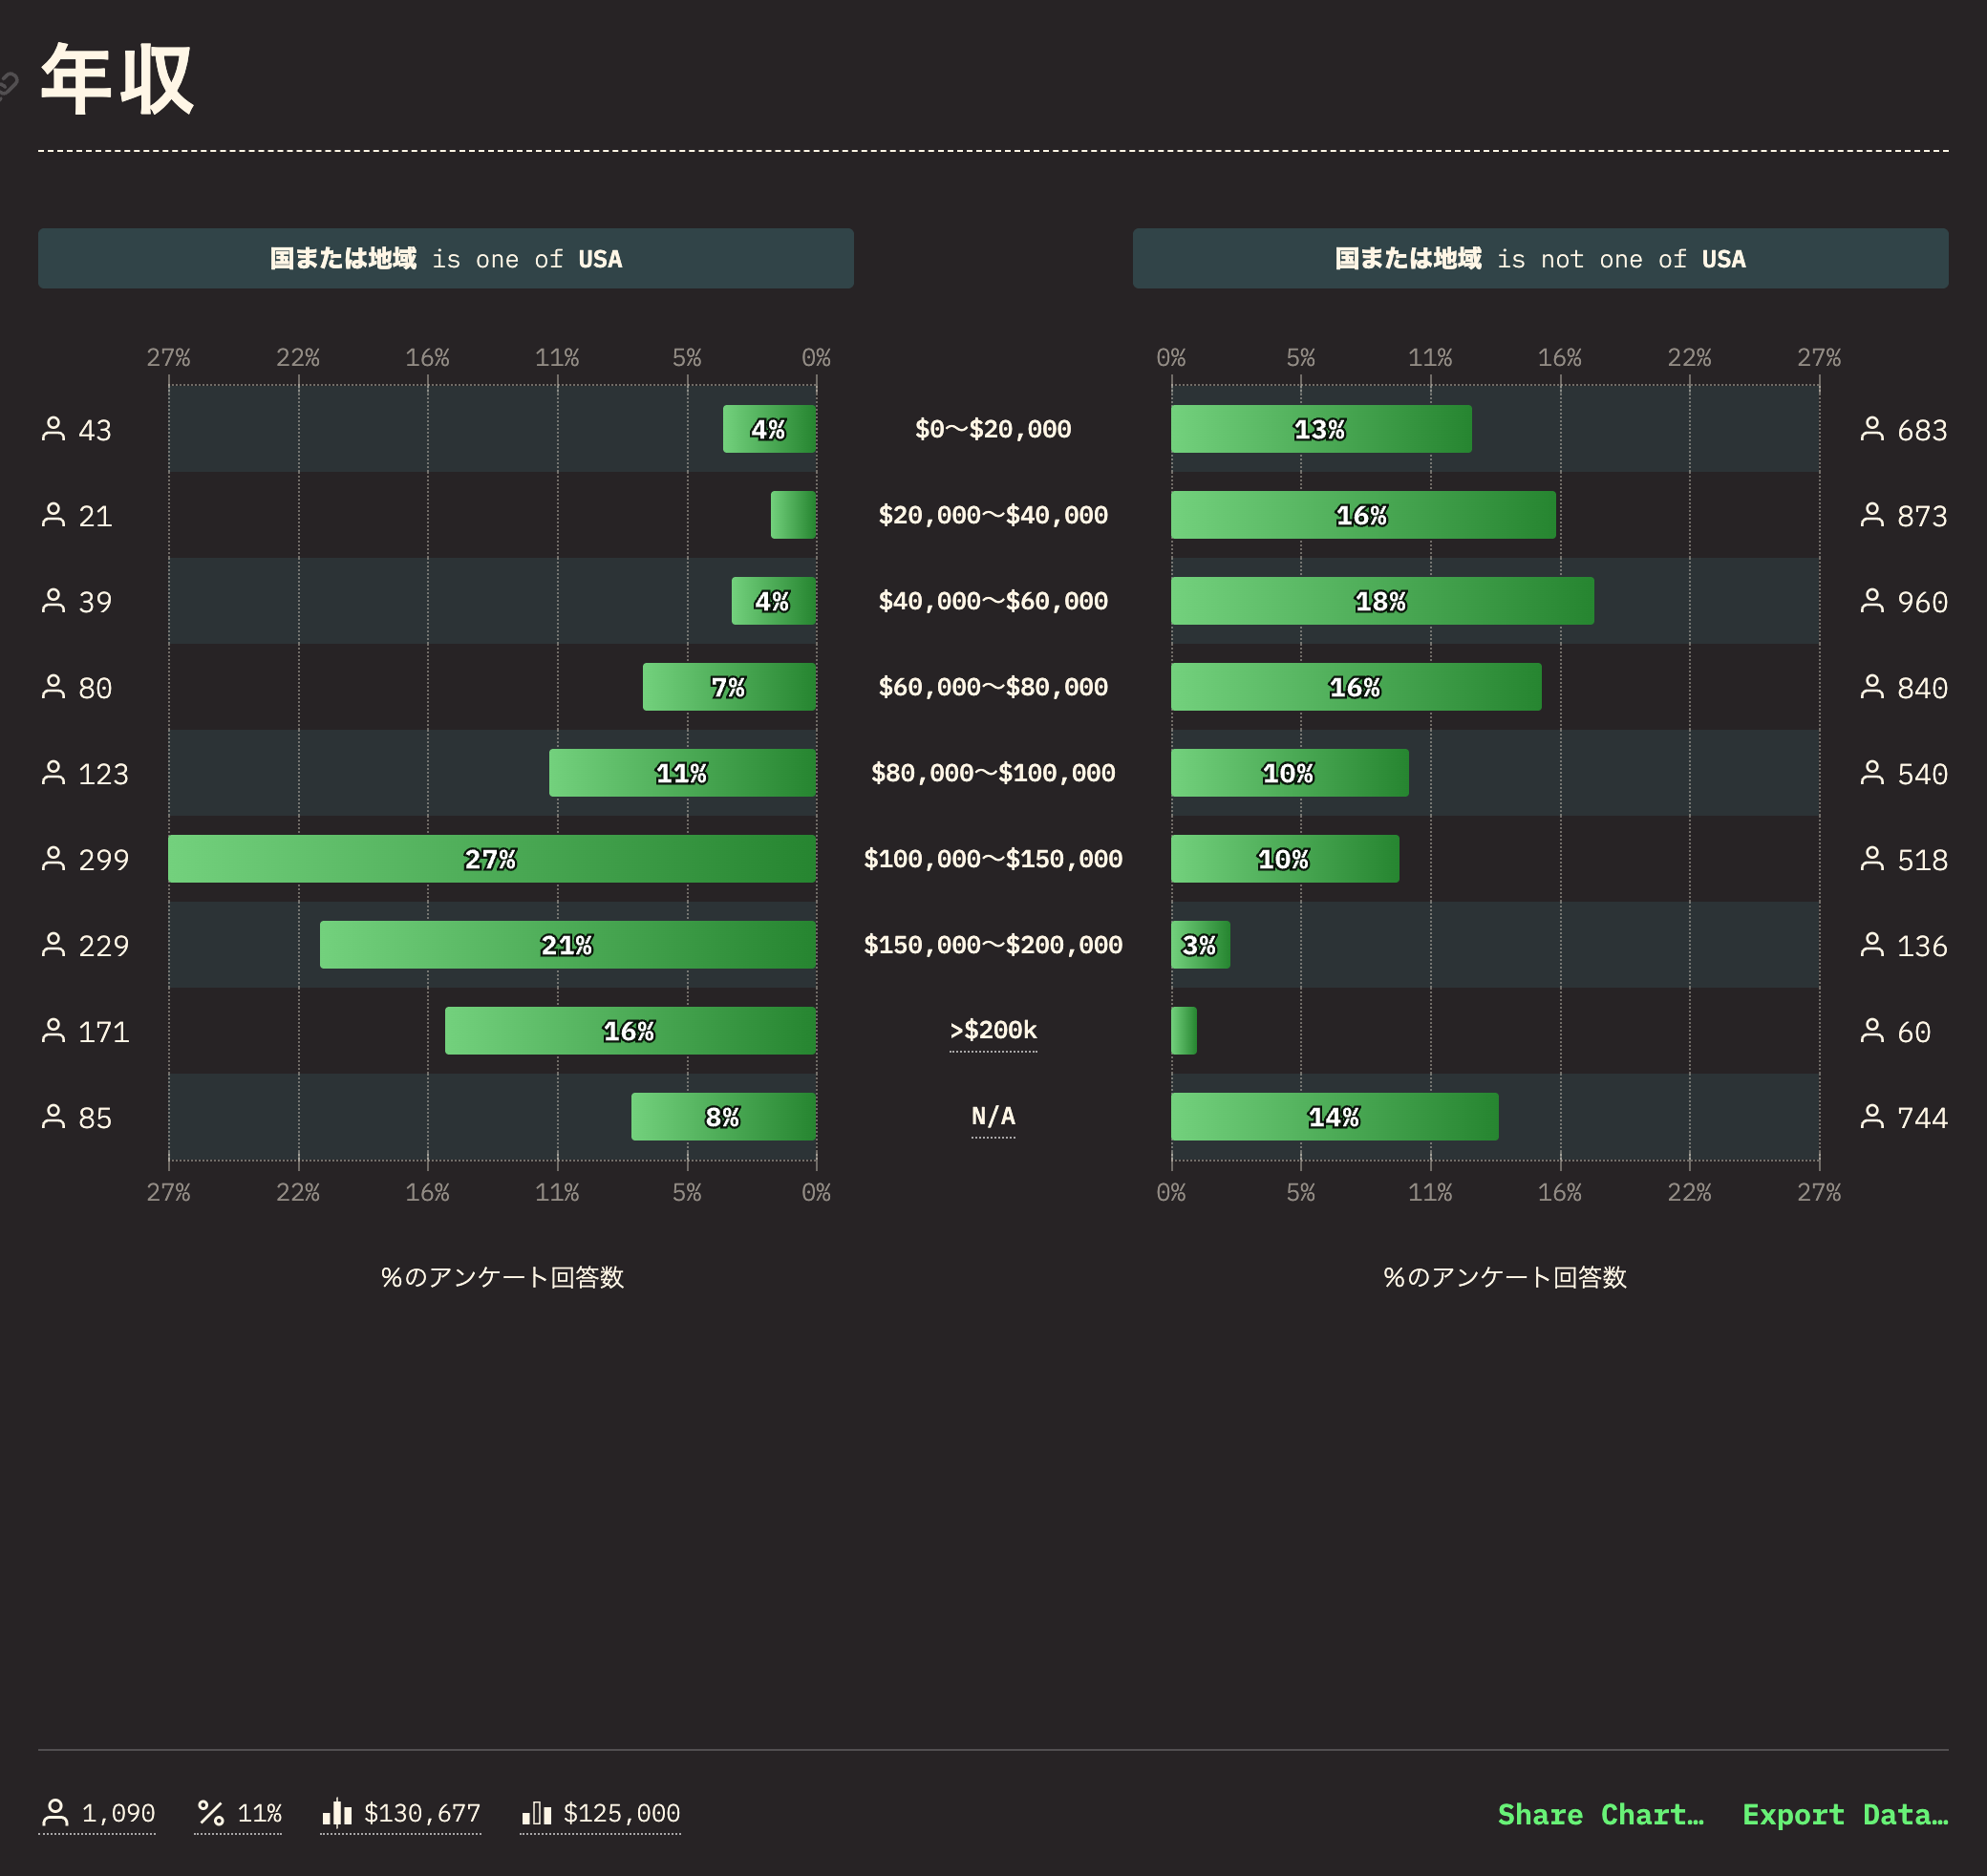 年収
国または地域 is one of USA
国または地域 is not one of USA
27% 22% 16% 11% 5% 0%
0% 5% 11% 16% 22% 27%
43 4% $0〜$20,000 13% 683
21 $20,000〜$40,000 16% 873
39 4% $40,000〜$60,000 18% 960
80 7% $60,000〜$80,000 16% 840
123 11% $80,000〜$100,000 10% 540
299 27% $100,000〜$150,000 10% 518
229 21% $150,000〜$200,000 3% 136
171 16% >$200k 60
85 8% N/A 14% 744
27% 22% 16% 11% 5% 0%
0% 5% 11% 16% 22% 27%
%のアンケート回答数
%のアンケート回答数
1,090 11% $130,677 $125,000
Share Chart… Export Data…